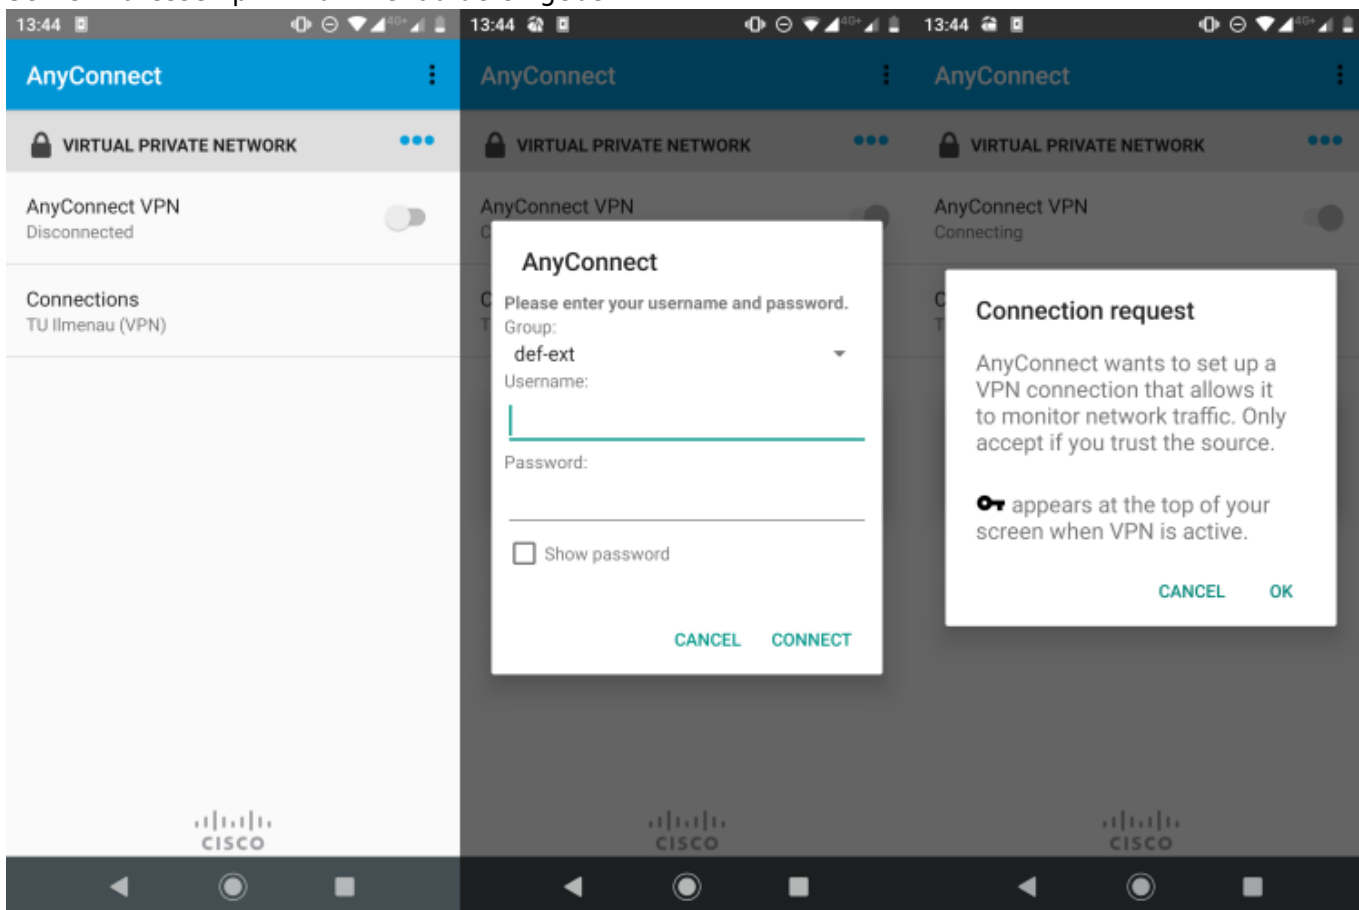 13:44
4G+
AnyConnect
VIRTUAL PRIVATE NETWORK
AnyConnect VPN
Disconnected
Connections
TU Ilmenau (VPN)
CISCO
13:44
4G+
AnyConnect
VIRTUAL PRIVATE NETWORK
AnyConnect VPN
C
AnyConnect
Please enter your username and password.
Group:
def-ext
Username:
Password:
Show password
CANCEL CONNECT
C
T
CISCO
13:44
4G+
AnyConnect
VIRTUAL PRIVATE NETWORK
AnyConnect VPN
Connecting
C
T
Connection request
AnyConnect wants to set up a
VPN connection that allows it
to monitor network traffic. Only
accept if you trust the source.
appears at the top of your
screen when VPN is active.
CANCEL OK
CISCO